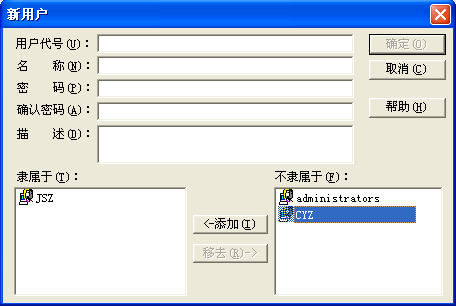 新用户
用户代号(U)：
确定(O)
名　　称(N)：
取消(C)
密　　码(P)：
确认密码(A)：
帮助(H)
描　　述(D)：
隶属于(T)：
不隶属于(F)：
JSZ
administrators
CYZ
<-添加(I)
移去(R)->